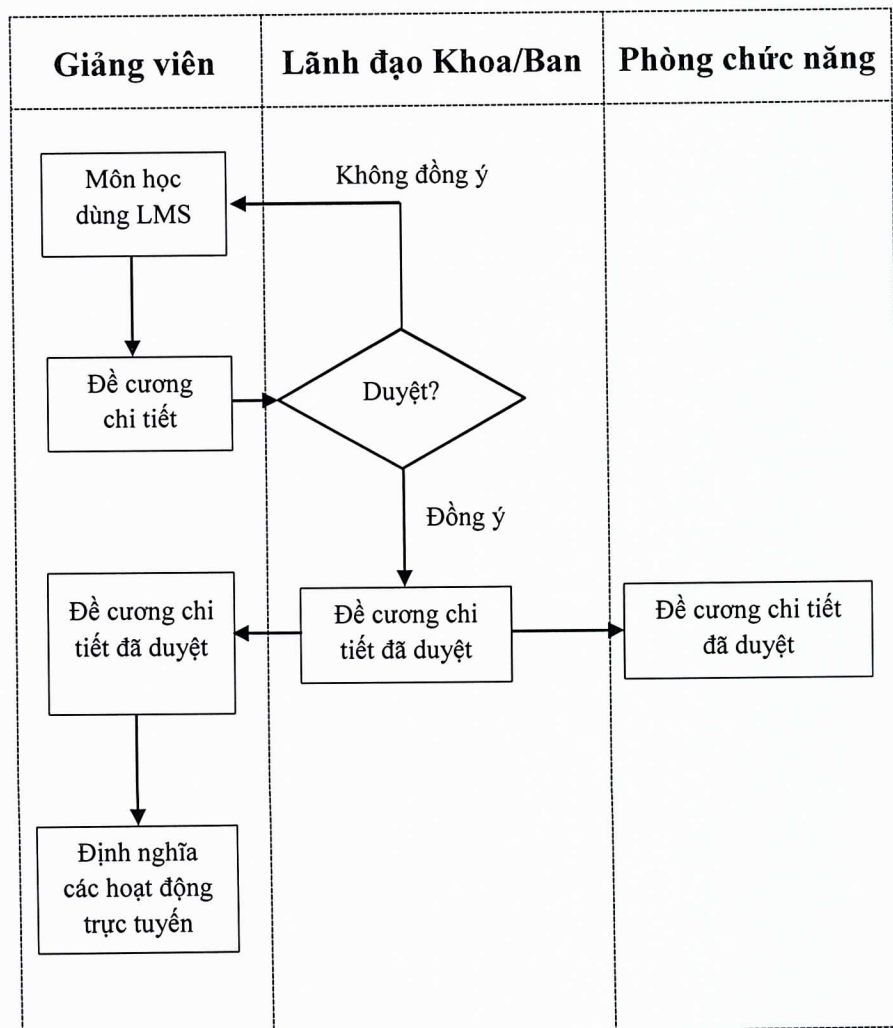 Giảng viên
Lãnh đạo Khoa/Ban
Phòng chức năng
Môn học
dùng LMS
Không đồng ý
Đề cương
chi tiết
Duyệt?
Đồng ý
Đề cương chi
tiết đã duyệt
Đề cương chi
tiết đã duyệt
Đề cương chi tiết
đã duyệt
Định nghĩa
các hoạt động
trực tuyến